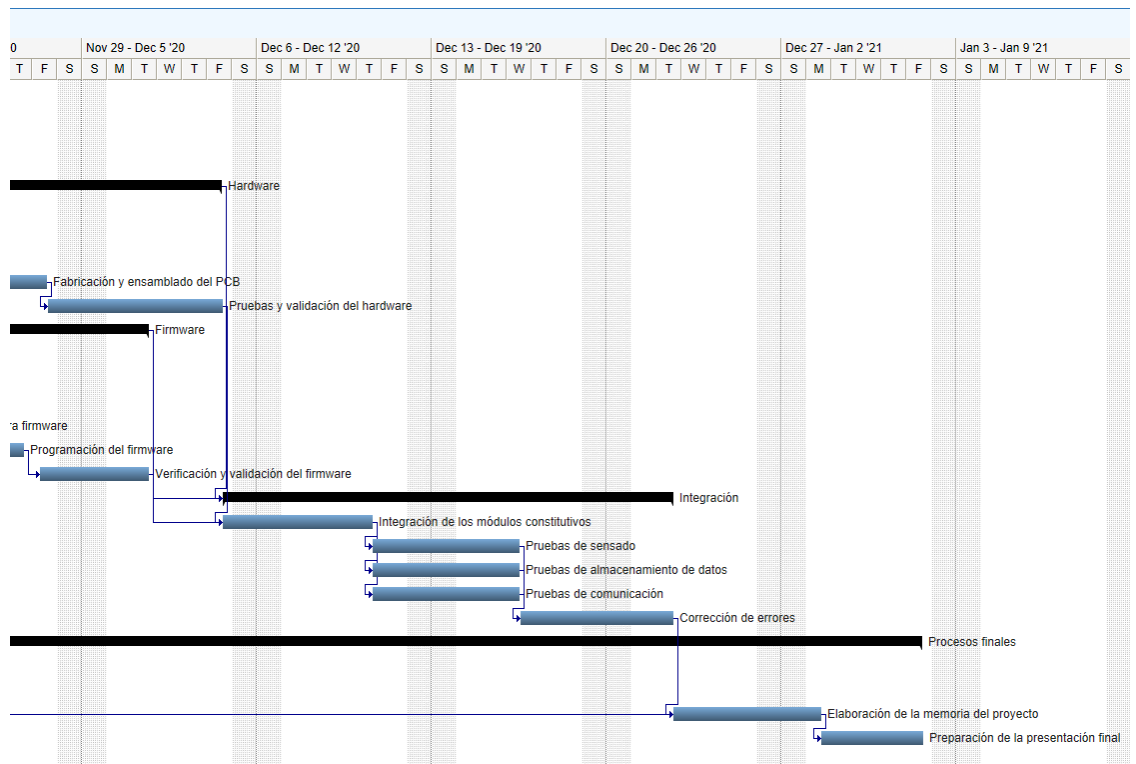 0 Nov 29 - Dec 5 '20 Dec 6 - Dec 12 '20 Dec 13 - Dec 19 '20 Dec 20 - Dec 26 '20 Dec 27 - Jan 2 '21 Jan 3 - Jan 9 '21
T F S S M T W T F S S M T W T F S S M T W T F S S M T W T F S S M T W T F S S M T W T F S
Hardware
Fabricación y ensamblado del PCB
Pruebas y validación del hardware
Firmware
ra firmware
Programación del firmware
Verificación y validación del firmware
Integración
Integración de los módulos constitutivos
Pruebas de sensado
Pruebas de almacenamiento de datos
Pruebas de comunicación
Corrección de errores
Procesos finales
Elaboración de la memoria del proyecto
Preparación de la presentación final